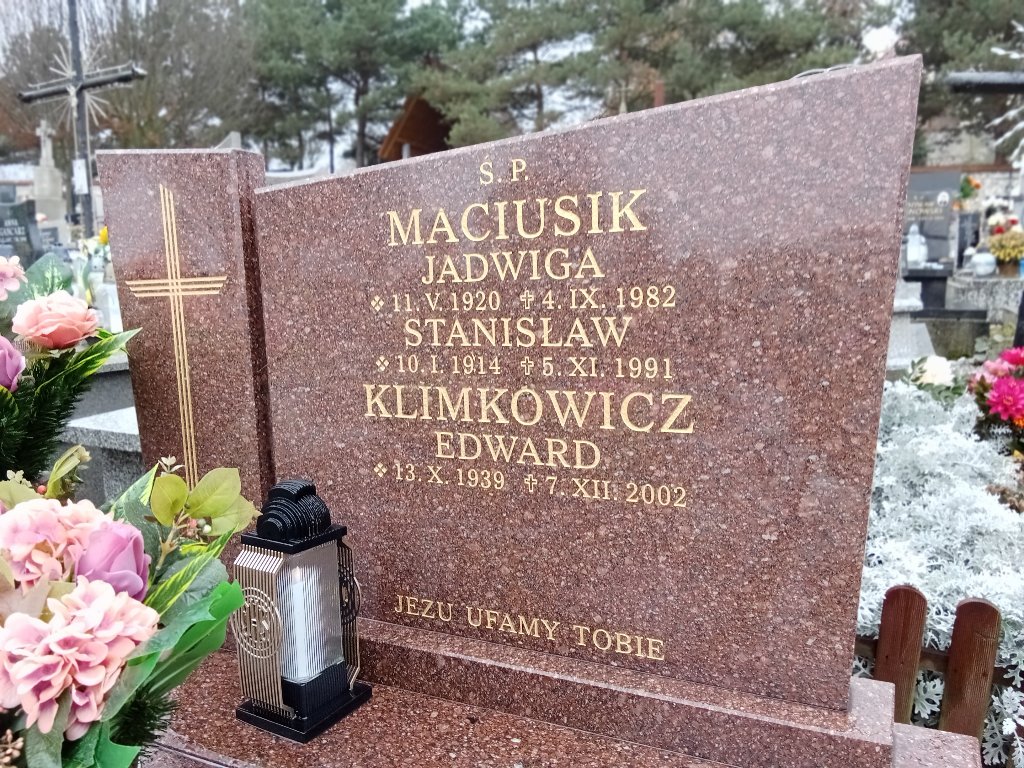 Ś. P.
MACIUSIK
JADWIGA
11. V. 1920 ✝ 4. IX. 1982
STANISŁAW
10. I. 1914 ✝ 5. XI. 1991
KLIMKOWICZ
EDWARD
13. X. 1939 ✝ 7. XII. 2002
JEZU UFAMY TOBIE